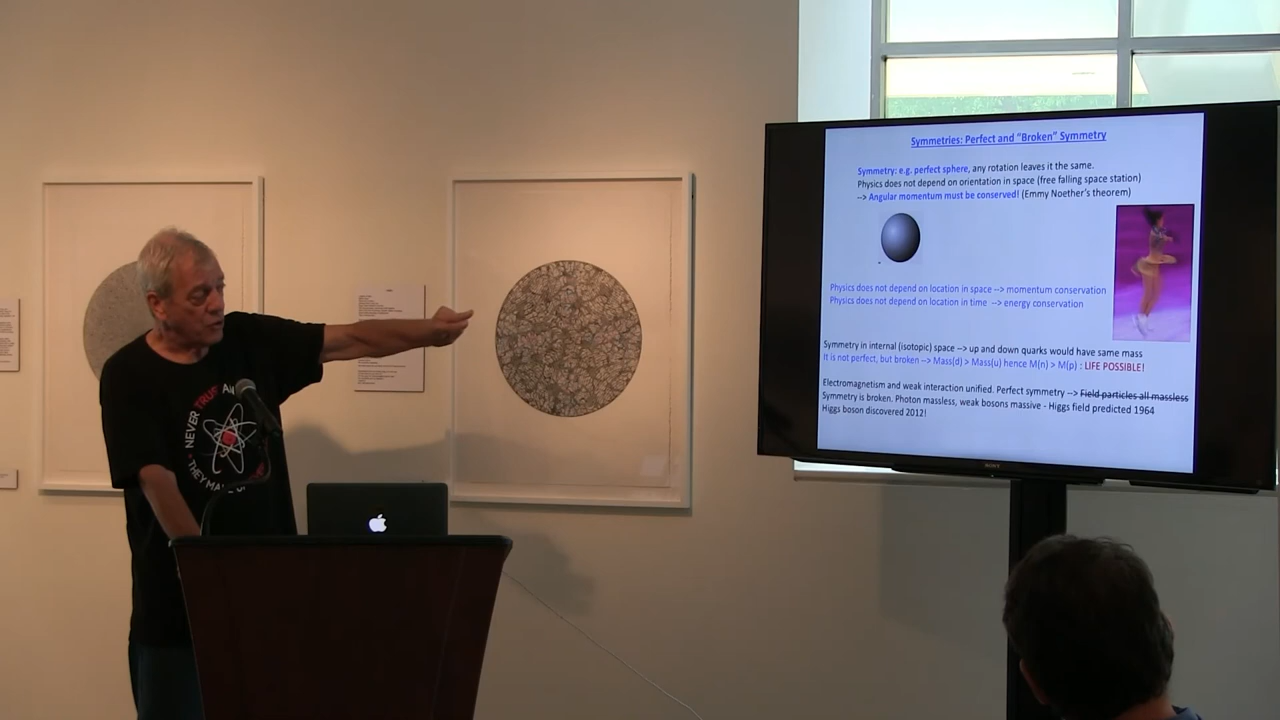 Symmetries: Perfect and “Broken” Symmetry
Symmetry: e.g. perfect sphere, any rotation leaves it the same.
Physics does not depend on orientation in space (free falling space station)
--> Angular momentum must be conserved! (Emmy Noether's theorem)
Physics does not depend on location in space --> momentum conservation
Physics does not depend on location in time --> energy conservation
Symmetry in internal (isotopic) space --> up and down quarks would have same mass
It is not perfect, but broken --> Mass(d) > Mass(u) hence M(n) > M(p) : LIFE POSSIBLE!
Electromagnetism and weak interaction unified. Perfect symmetry --> Field particles all massless
Symmetry is broken. Photon massless, weak bosons massive - Higgs field predicted 1964
Higgs boson discovered 2012!
SONY
NEVER TRUST
THEY MA